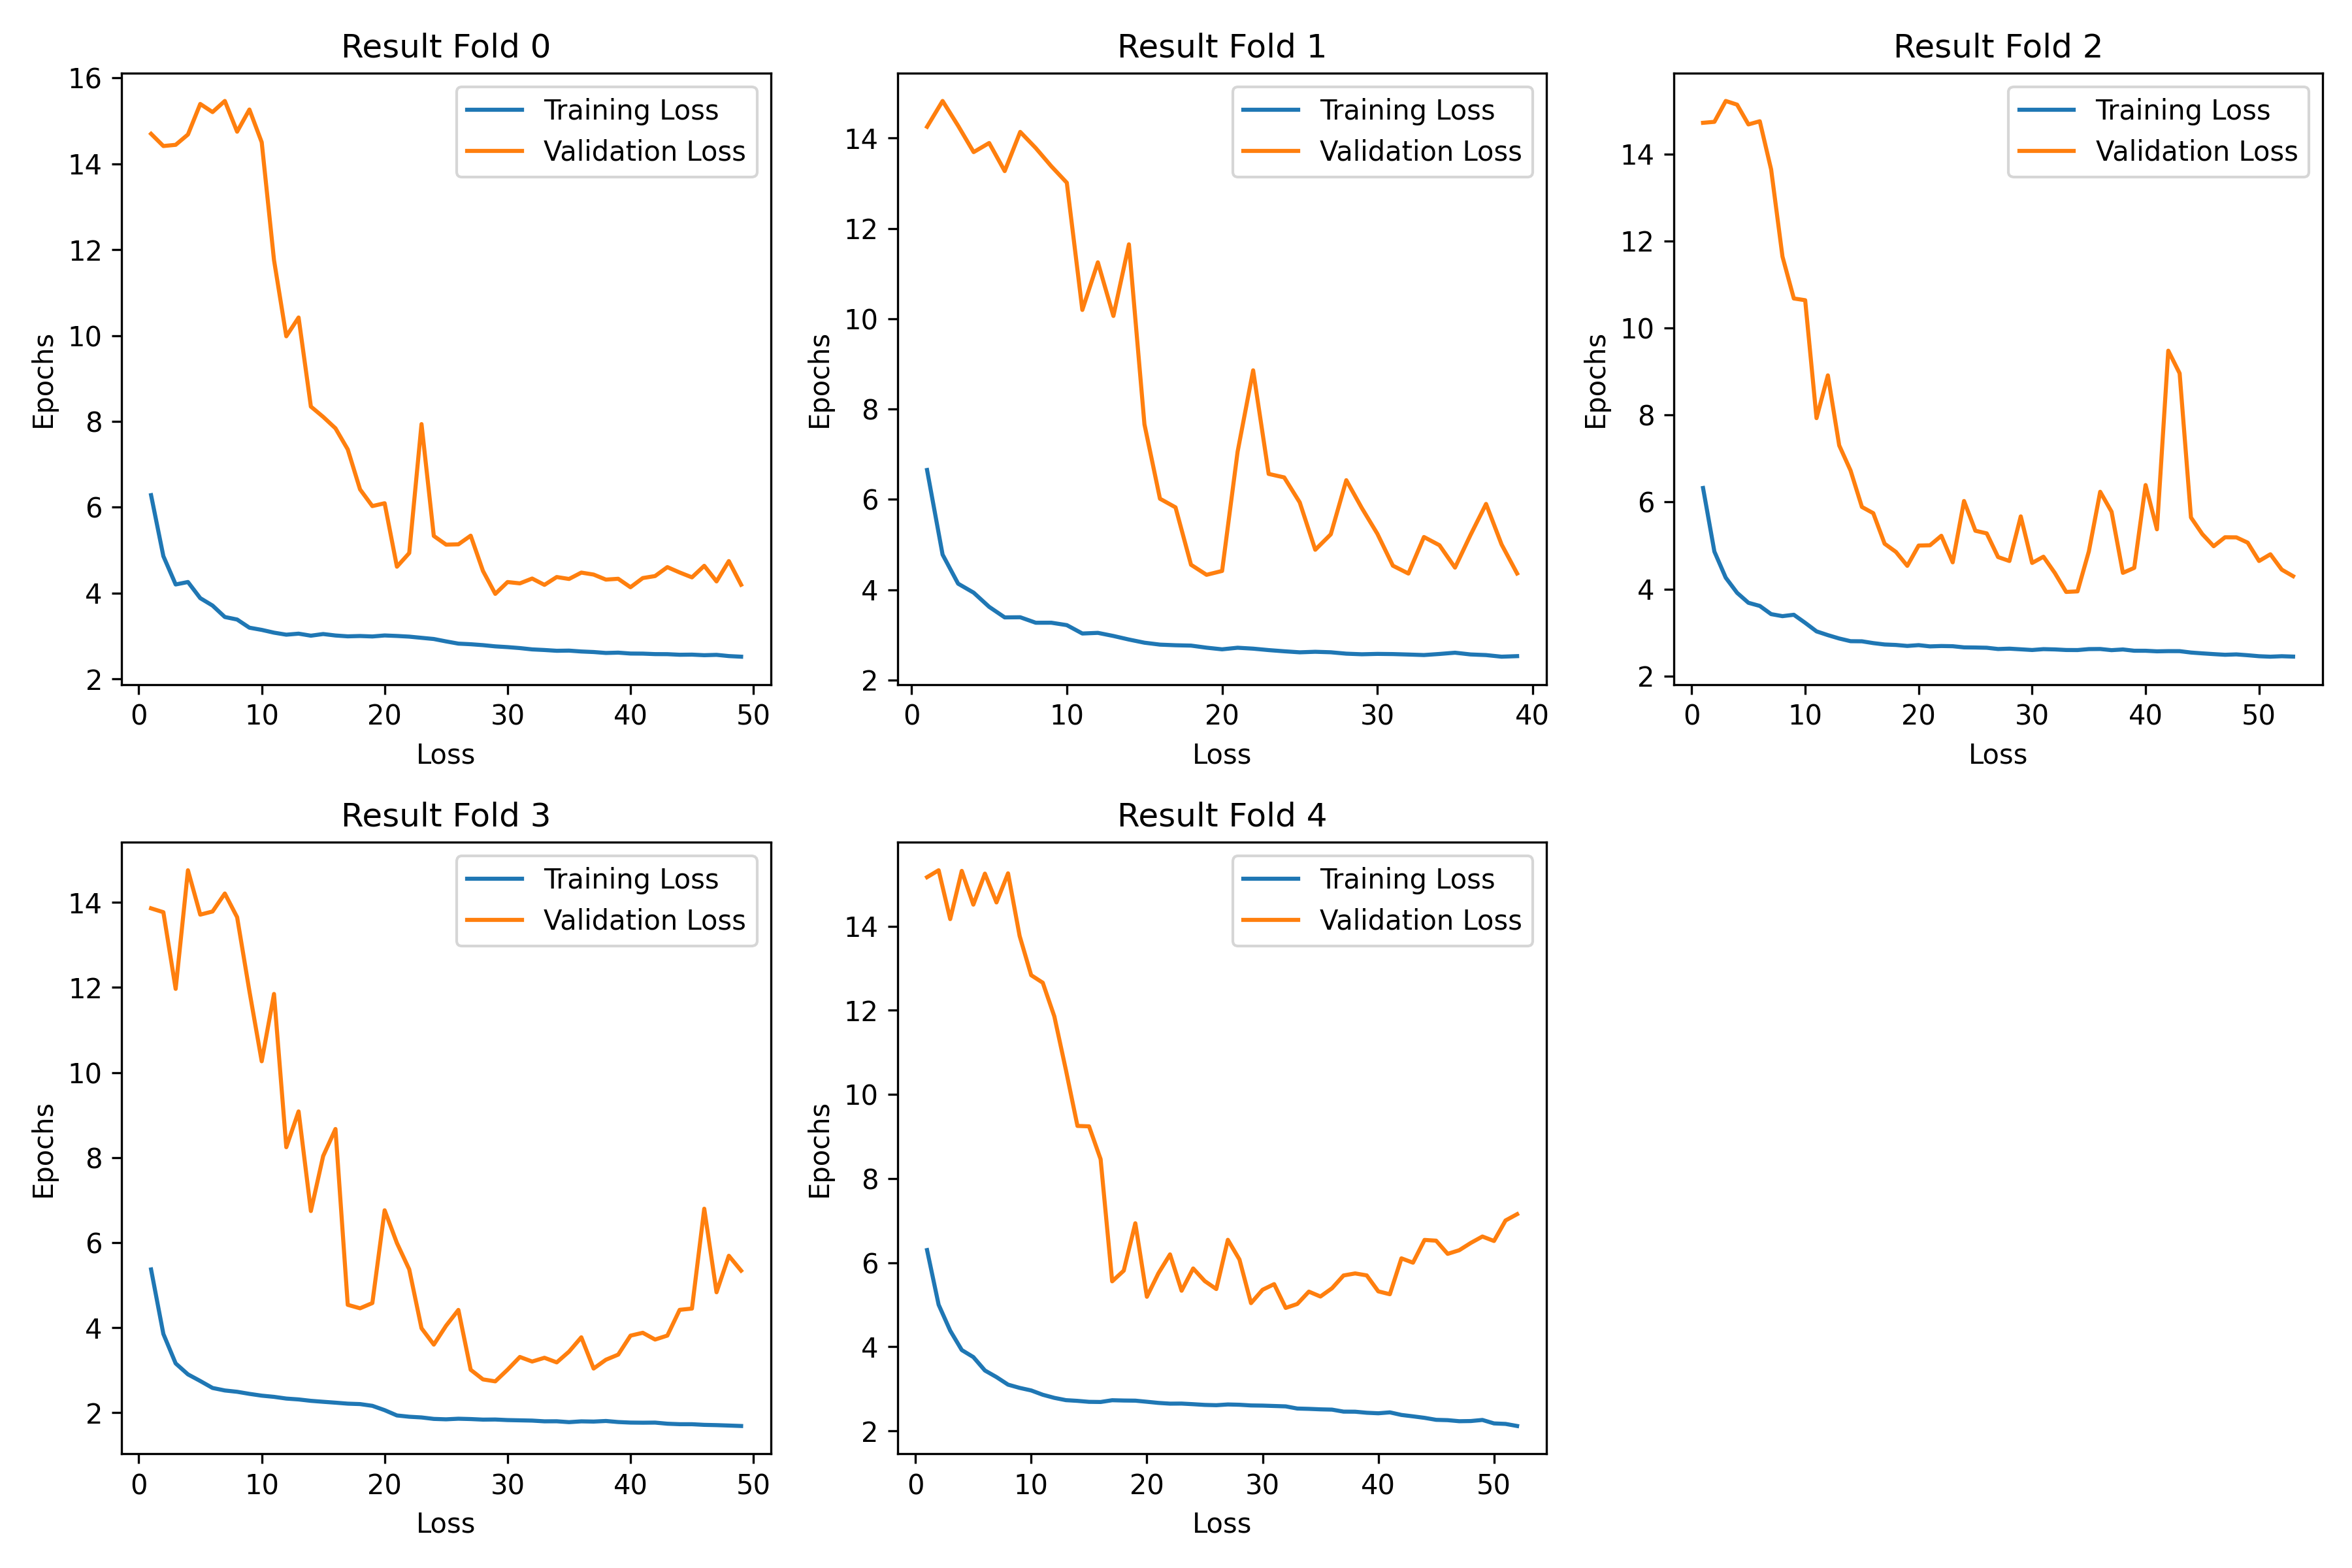 Result Fold 0
16
14
12
10
8
6
4
2
Epochs
Training Loss
Validation Loss
0 10 20 30 40 50
Loss
Result Fold 1
14
12
10
8
6
4
2
Epochs
Training Loss
Validation Loss
0 10 20 30 40
Loss
Result Fold 2
14
12
10
8
6
4
2
Epochs
Training Loss
Validation Loss
0 10 20 30 40 50
Loss
Result Fold 3
14
12
10
8
6
4
2
Epochs
Training Loss
Validation Loss
0 10 20 30 40 50
Loss
Result Fold 4
14
12
10
8
6
4
2
Epochs
Training Loss
Validation Loss
0 10 20 30 40 50
Loss